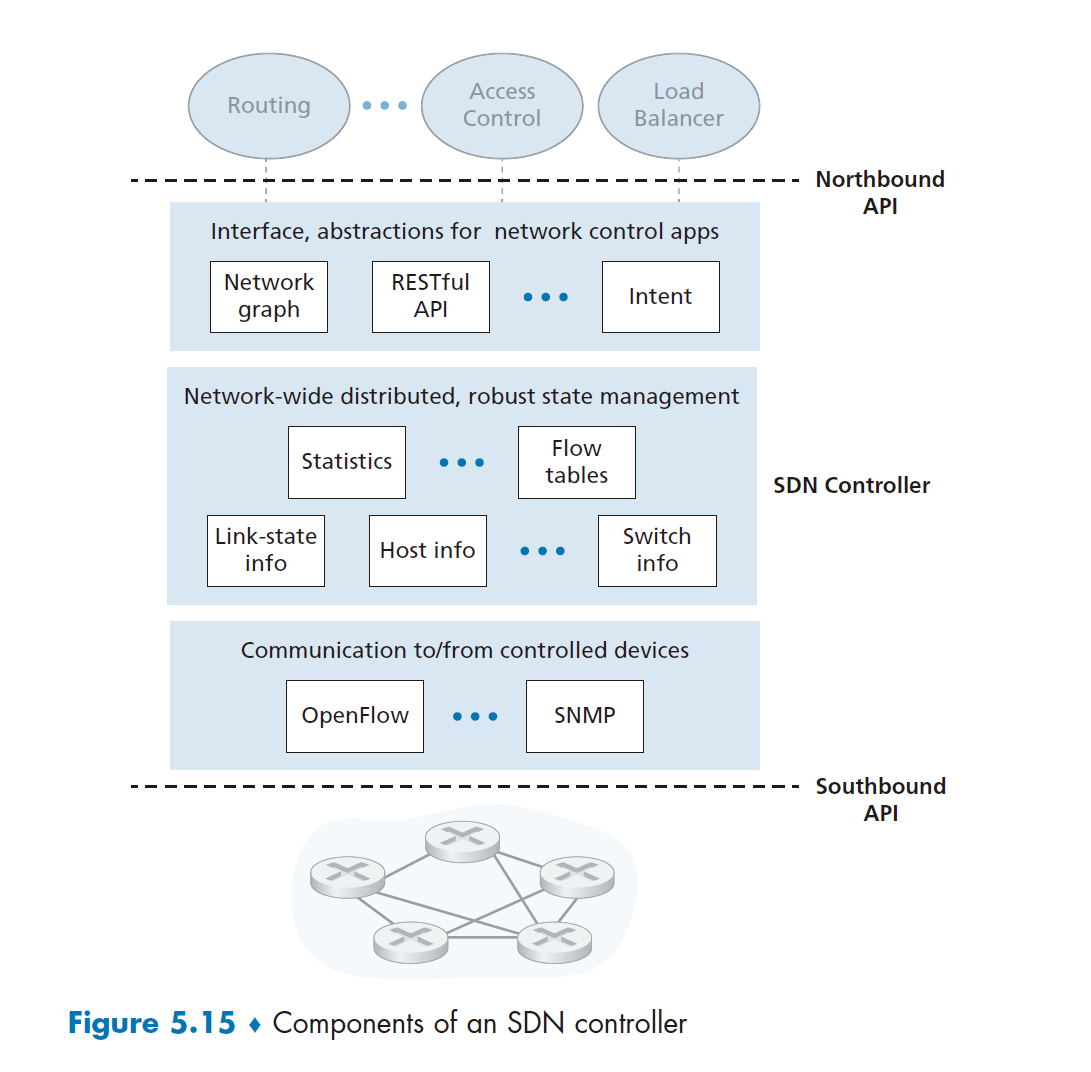 Routing
Access
Control
Load
Balancer
Northbound
API
Interface, abstractions for network control apps
Network
graph
RESTful
API
Intent
Network-wide distributed, robust state management
Statistics
Flow
tables
SDN Controller
Link-state
info
Host info
Switch
info
Communication to/from controlled devices
OpenFlow
SNMP
Southbound
API
Figure 5.15 ♦ Components of an SDN controller